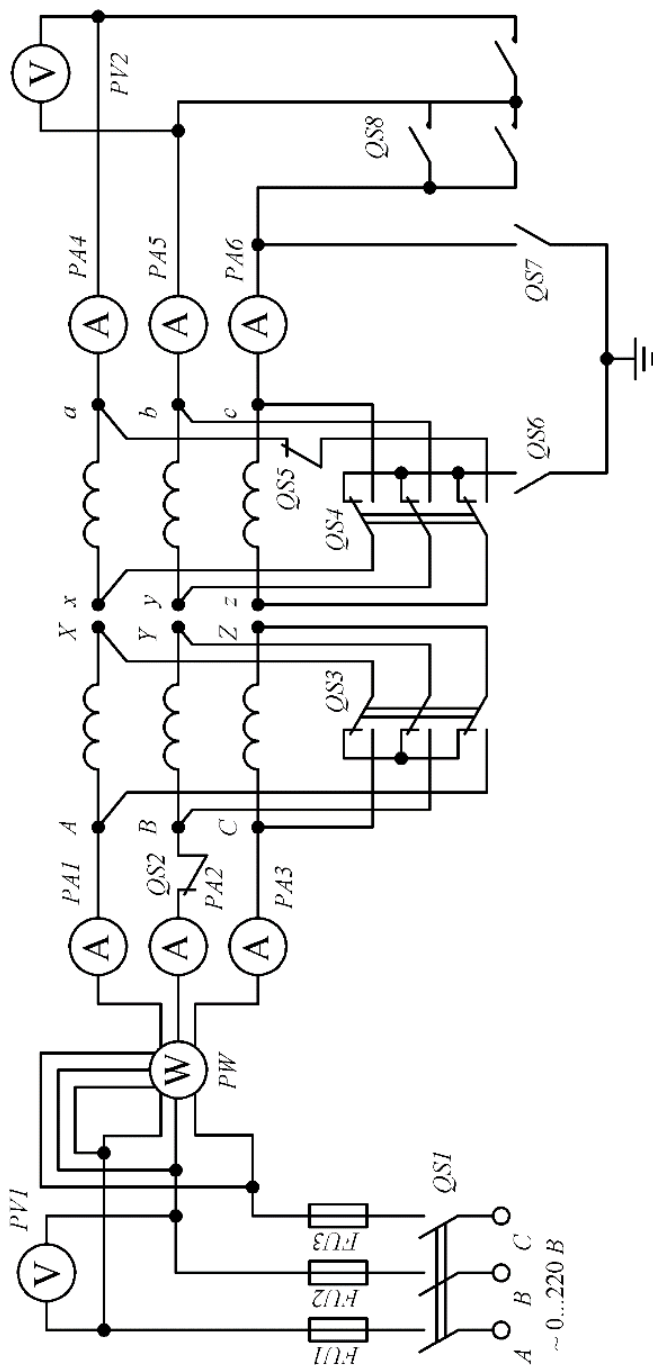 PV1
V
PW
W
FU1
FU2
FU3
QS1
A
B
C
~ 0...220 В
PA1
A
QS2
PA2
A
PA3
A
A
B
C
X
Y
Z
QS3
x
y
z
a
b
c
QS4
QS5
QS6
QS7
PA4
A
PA5
A
PA6
A
QS8
PV2
V